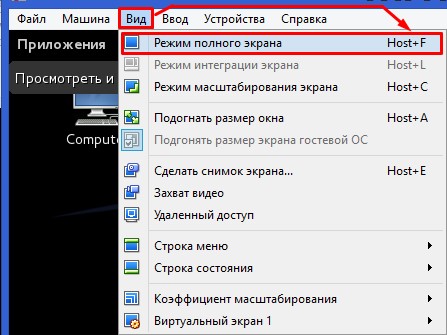 Файл Машина Вид Ввод Устройства Справка
Приложения
Просмотреть и
Compute
Режим полного экрана Host+F
Режим интеграции экрана Host+L
Режим масштабирования экрана Host+C
Подогнать размер окна Host+A
Подгонять размер экрана гостевой ОС
Сделать снимок экрана... Host+E
Захват видео
Удаленный доступ
Строка меню
Строка состояния
Коэффициент масштабирования
Виртуальный экран 1